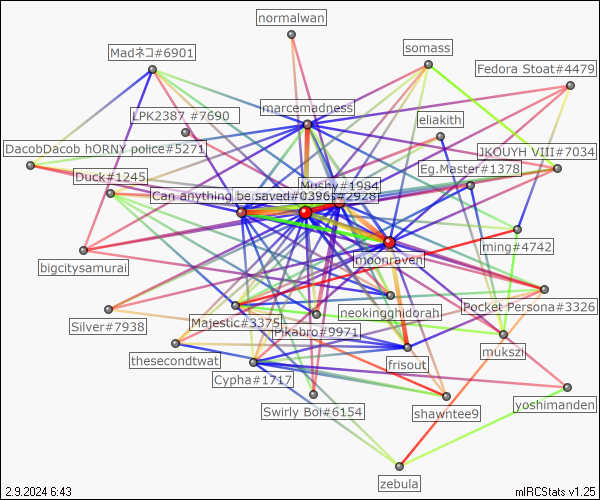 normalwan
somass
Madネコ#6901
Fedora Stoat#4479
marcemadness
LPK2387 #7690
eliakith
DacobDacob hORNY police#5271
JKOUYH VIII#7034
Eg.Master#1378
Duck#1245
Mushy#1984
Can anything be saved#0396
s#2928
ming#4742
moonraven
bigcitysamurai
Pocket Persona#3326
neokingghidorah
Silver#7938
Majestic#3375
Pikabro#9971
mukszi
thesecondtwat
frisout
Cypha#1717
yoshimanden
Swirly Boi#6154
shawntee9
zebula
2.9.2024 6:43
mIRCStats v1.25